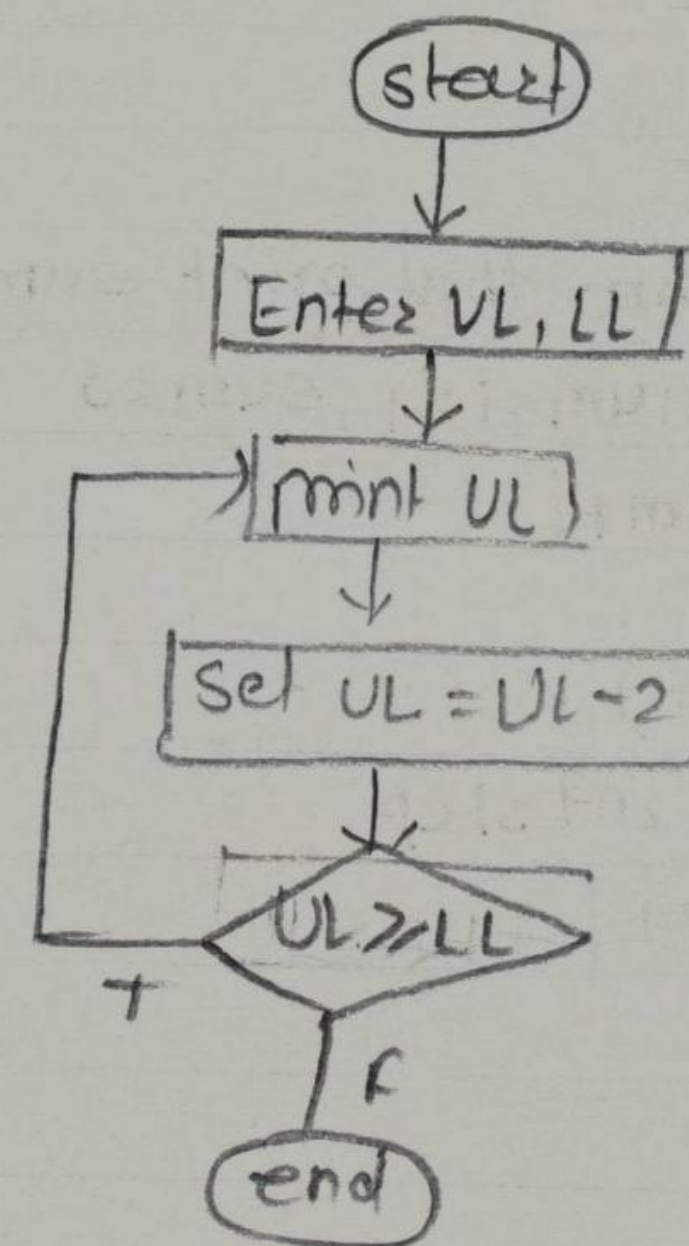 start
Enter UL, LL
print UL
Set UL = UL - 2
UL ≥ LL
T
F
end